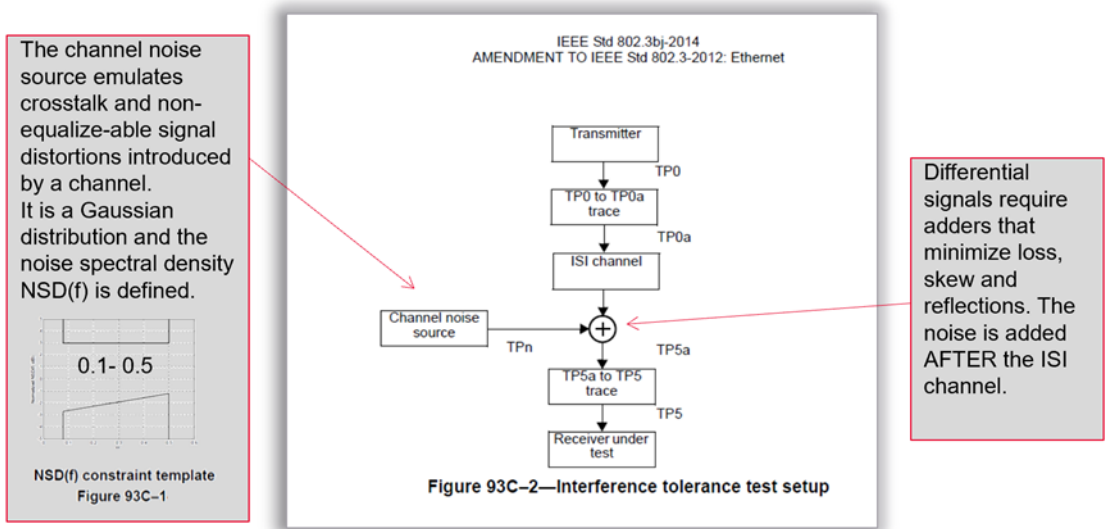 The channel noise
source emulates
crosstalk and non-
equalize-able signal
distortions introduced
by a channel.
It is a Gaussian
distribution and the
noise spectral density
NSD(f) is defined.
0.1- 0.5
NSD(f) constraint template
Figure 93C–1
IEEE Std 802.3bj-2014
AMENDMENT TO IEEE Std 802.3-2012: Ethernet
Transmitter
TP0
TP0 to TP0a
trace
TP0a
ISI channel
Channel noise
source
TPn
TP5a
TP5a to TP5
trace
TP5
Receiver under
test
Figure 93C–2—Interference tolerance test setup
Differential
signals require
adders that
minimize loss,
skew and
reflections. The
noise is added
AFTER the ISI
channel.